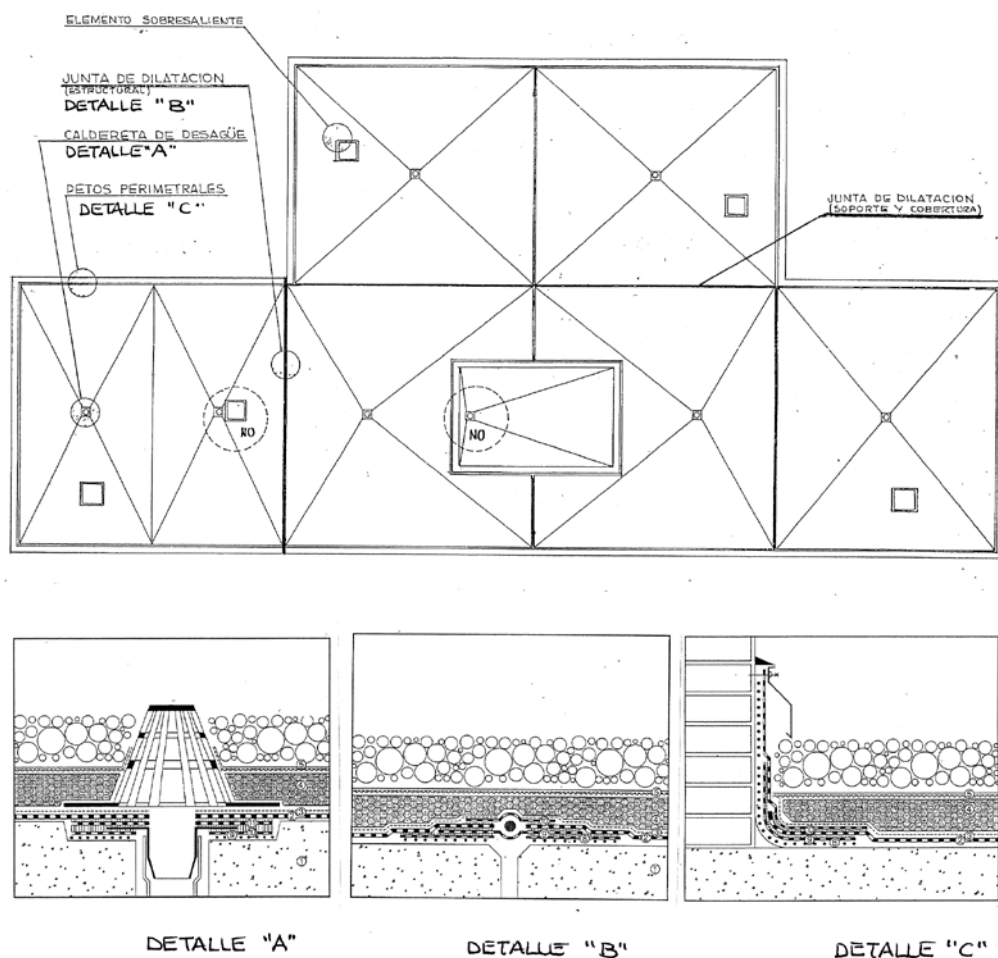 ELEMENTO SOBRESALIENTE
JUNTA DE DILATACION
(ESTRUCTURAL)
DETALLE "B"
CALDERETA DE DESAGÜE
DETALLE "A"
PETOS PERIMETRALES
DETALLE "C"
JUNTA DE DILATACION
(SOPORTE Y COBERTURA)
NO
NO
DETALLE "A"
DETALLE "B"
DETALLE "C"